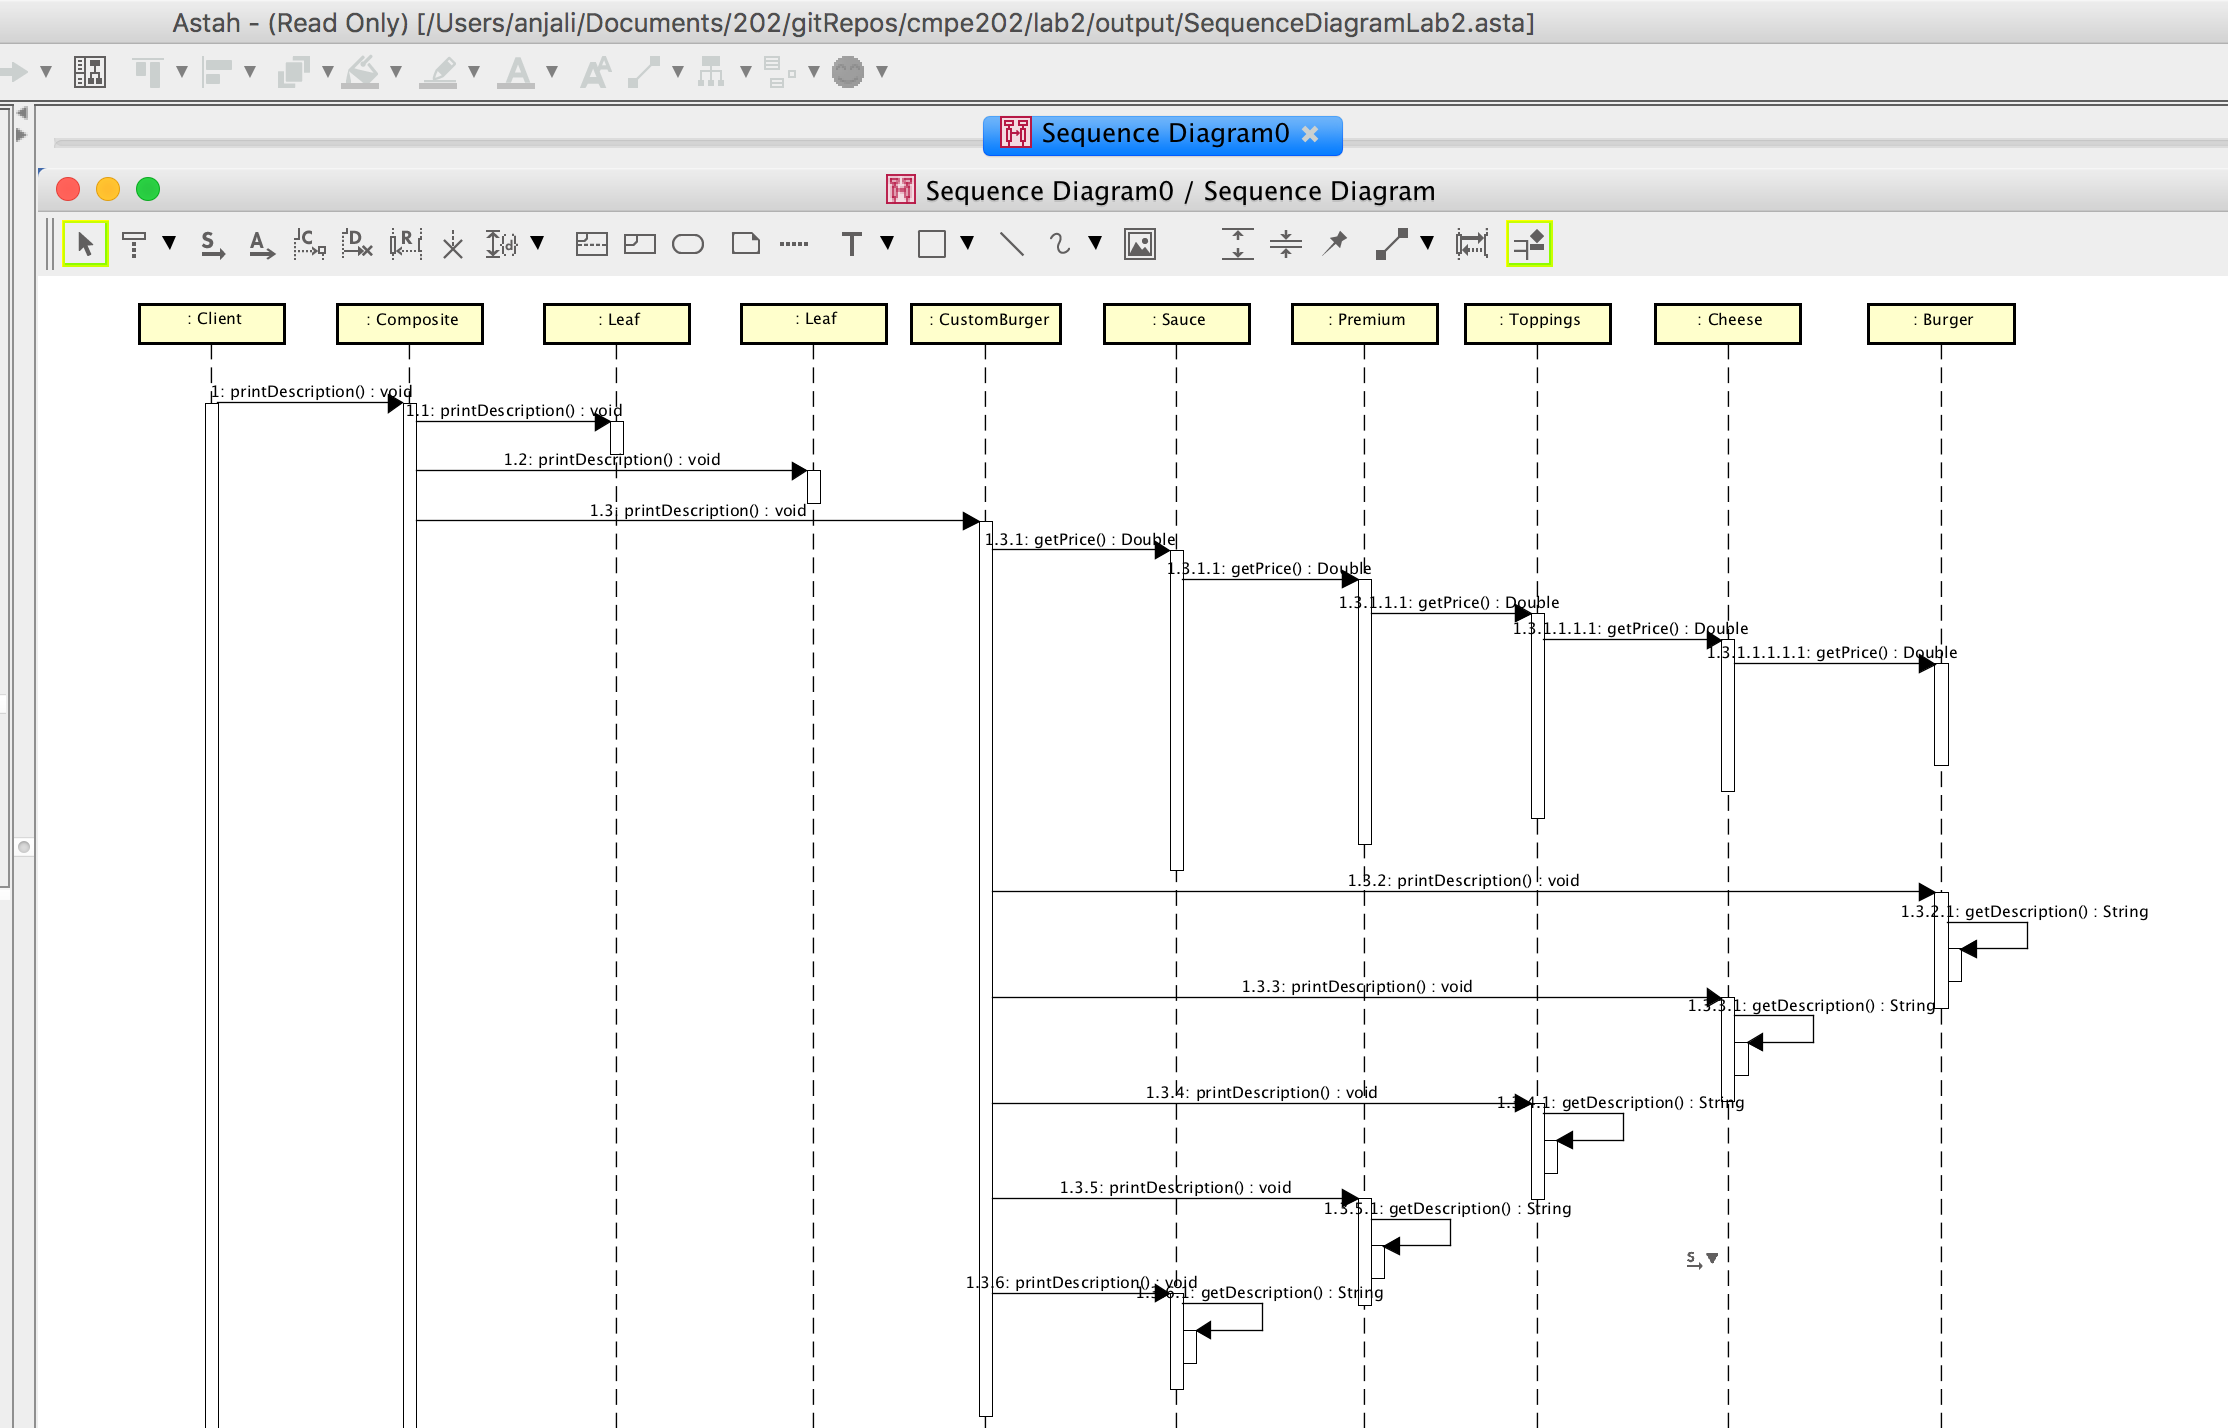 Astah - (Read Only) [/Users/anjali/Documents/202/gitRepos/cmpe202/lab2/output/SequenceDiagramLab2.asta]
Sequence Diagram0
Sequence Diagram0 / Sequence Diagram
: Client
: Composite
: Leaf
: Leaf
: CustomBurger
: Sauce
: Premium
: Toppings
: Cheese
: Burger
1: printDescription() : void
1.1: printDescription() : void
1.2: printDescription() : void
1.3: printDescription() : void
1.3.1: getPrice() : Double
1.3.1.1: getPrice() : Double
1.3.1.1.1: getPrice() : Double
1.3.1.1.1.1: getPrice() : Double
1.3.1.1.1.1.1: getPrice() : Double
1.3.2: printDescription() : void
1.3.2.1: getDescription() : String
1.3.3: printDescription() : void
1.3.3.1: getDescription() : String
1.3.4: printDescription() : void
1.3.4.1: getDescription() : String
1.3.5: printDescription() : void
1.3.5.1: getDescription() : String
1.3.6: printDescription() : void
1.3.6.1: getDescription() : String